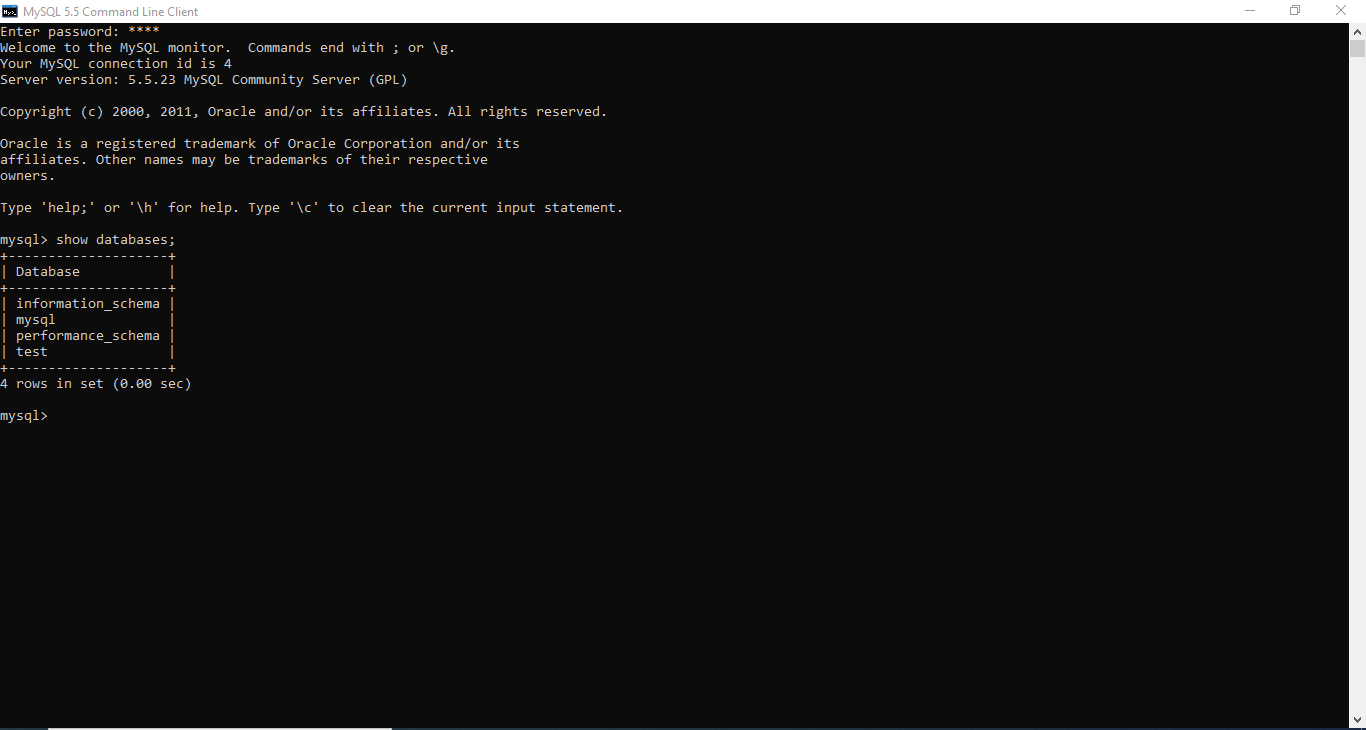 MySQL 5.5 Command Line Client
Enter password: ****
Welcome to the MySQL monitor.  Commands end with ; or \g.
Your MySQL connection id is 4
Server version: 5.5.23 MySQL Community Server (GPL)

Copyright (c) 2000, 2011, Oracle and/or its affiliates. All rights reserved.

Oracle is a registered trademark of Oracle Corporation and/or its
affiliates. Other names may be trademarks of their respective
owners.

Type 'help;' or '\h' for help. Type '\c' to clear the current input statement.

mysql> show databases;
+--------------------+
| Database           |
+--------------------+
| information_schema |
| mysql              |
| performance_schema |
| test               |
+--------------------+
4 rows in set (0.00 sec)

mysql>